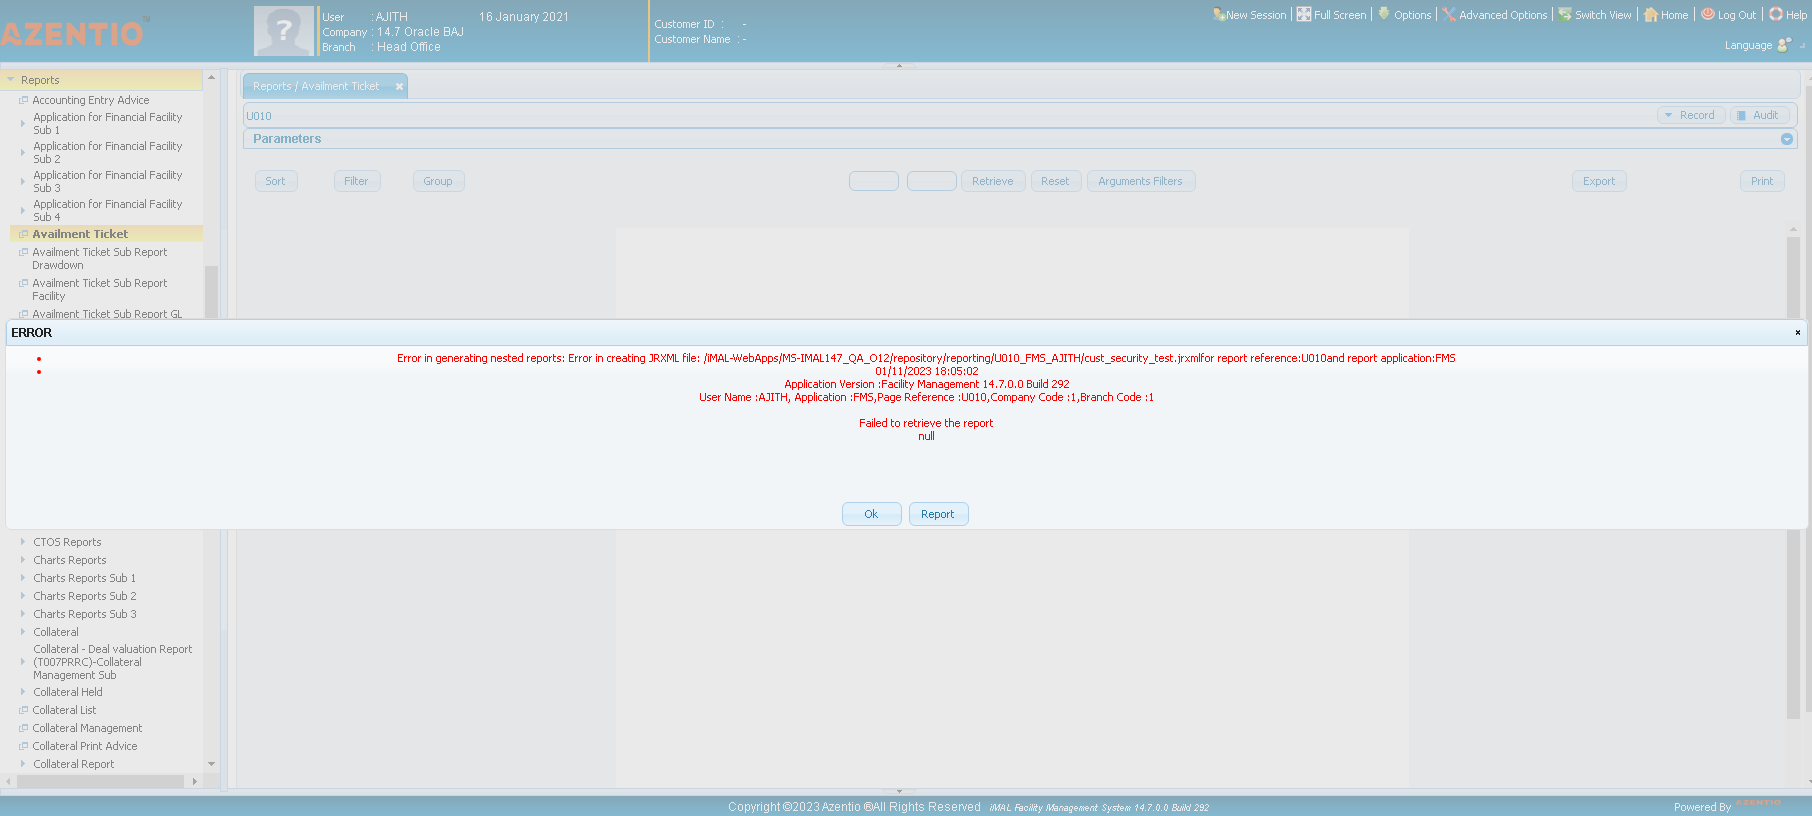 AZENTIO™
User : AJITH 16 January 2021
Company : 14.7 Oracle BAJ
Branch : Head Office
Customer ID : -
Customer Name : -
New Session Full Screen Options Advanced Options Switch View Home Log Out Help
Language
Reports
Accounting Entry Advice
Application for Financial Facility
Sub 1
Application for Financial Facility
Sub 2
Application for Financial Facility
Sub 3
Application for Financial Facility
Sub 4
Availment Ticket
Availment Ticket Sub Report
Drawdown
Availment Ticket Sub Report
Facility
Availment Ticket Sub Report GL
Reports / Availment Ticket
U010
Record Audit
Parameters
Sort Filter Group Retrieve Reset Arguments Filters Export Print
ERROR
Error in generating nested reports: Error in creating JRXML file: /iMAL-WebApps/MS-IMAL147_QA_O12/repository/reporting/U010_FMS_AJITH/cust_security_test.jrxmlfor report reference:U010and report application:FMS
01/11/2023 18:05:02
Application Version :Facility Management 14.7.0.0 Build 292
User Name :AJITH, Application :FMS,Page Reference :U010,Company Code :1,Branch Code :1
Failed to retrieve the report
null
Ok Report
CTOS Reports
Charts Reports
Charts Reports Sub 1
Charts Reports Sub 2
Charts Reports Sub 3
Collateral
Collateral - Deal valuation Report
(T007PRRC)-Collateral
Management Sub
Collateral Held
Collateral List
Collateral Management
Collateral Print Advice
Collateral Report
Copyright ©2023 Azentio ®All Rights Reserved iMAL Facility Management System 14.7.0.0 Build 292
Powered By AZENTIO